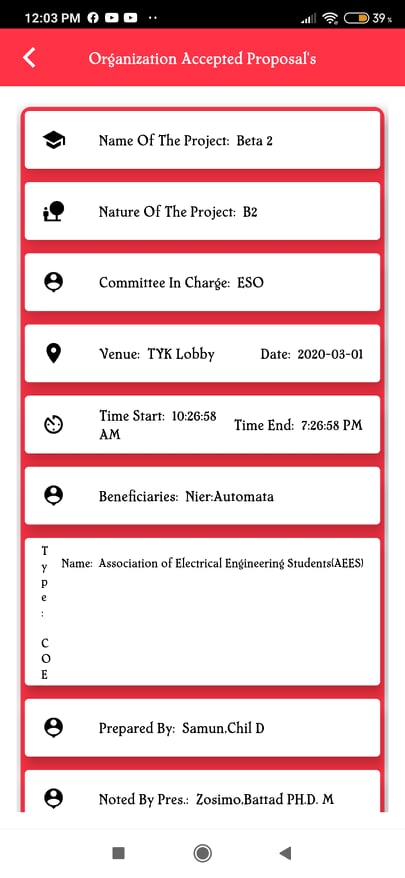 12:03 PM
39%
Organization Accepted Proposal's
Name Of The Project: Beta 2
Nature Of The Project: B2
Committee In Charge: ESO
Venue: TYK Lobby Date: 2020-03-01
Time Start: 10:26:58 AM Time End: 7:26:58 PM
Beneficiaries: Nier:Automata
Type: COE
Name: Association of Electrical Engineering Students(AEES)
Prepared By: Samun,Chil D
Noted By Pres.: Zosimo,Battad PH.D. M